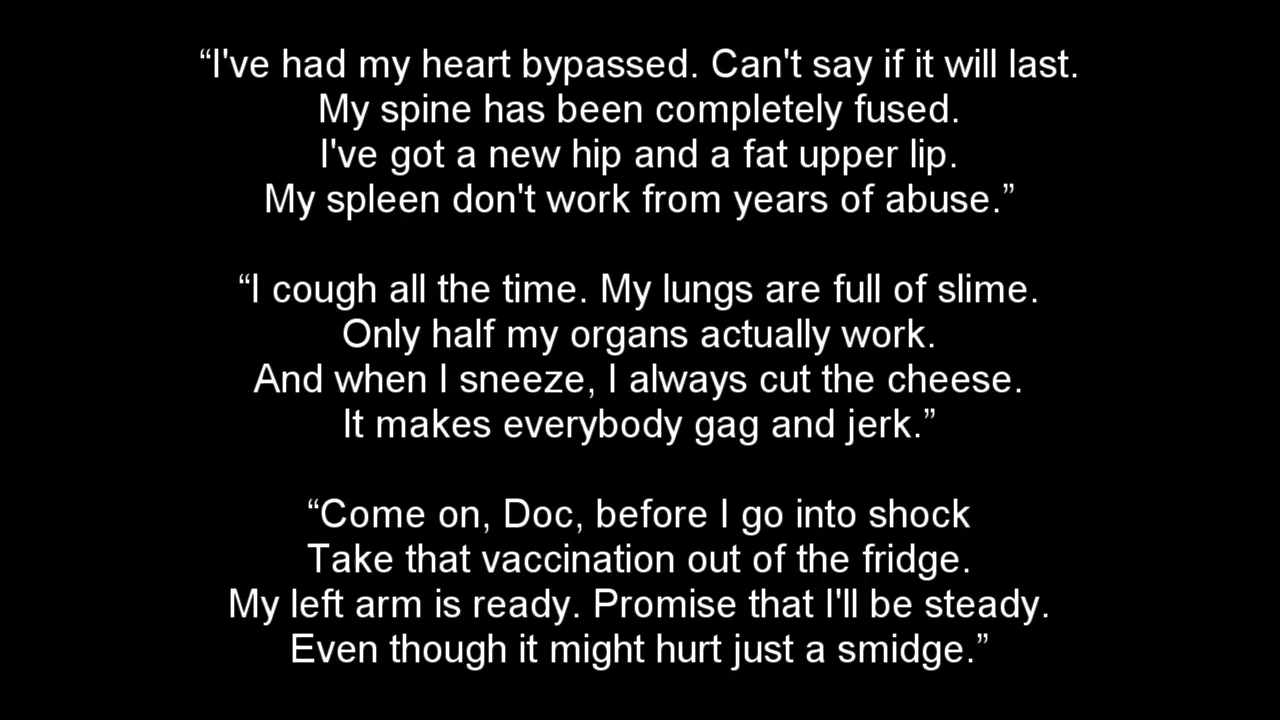 “I've had my heart bypassed. Can't say if it will last.
My spine has been completely fused.
I've got a new hip and a fat upper lip.
My spleen don't work from years of abuse.”
“I cough all the time. My lungs are full of slime.
Only half my organs actually work.
And when I sneeze, I always cut the cheese.
It makes everybody gag and jerk.”
“Come on, Doc, before I go into shock
Take that vaccination out of the fridge.
My left arm is ready. Promise that I'll be steady.
Even though it might hurt just a smidge.”